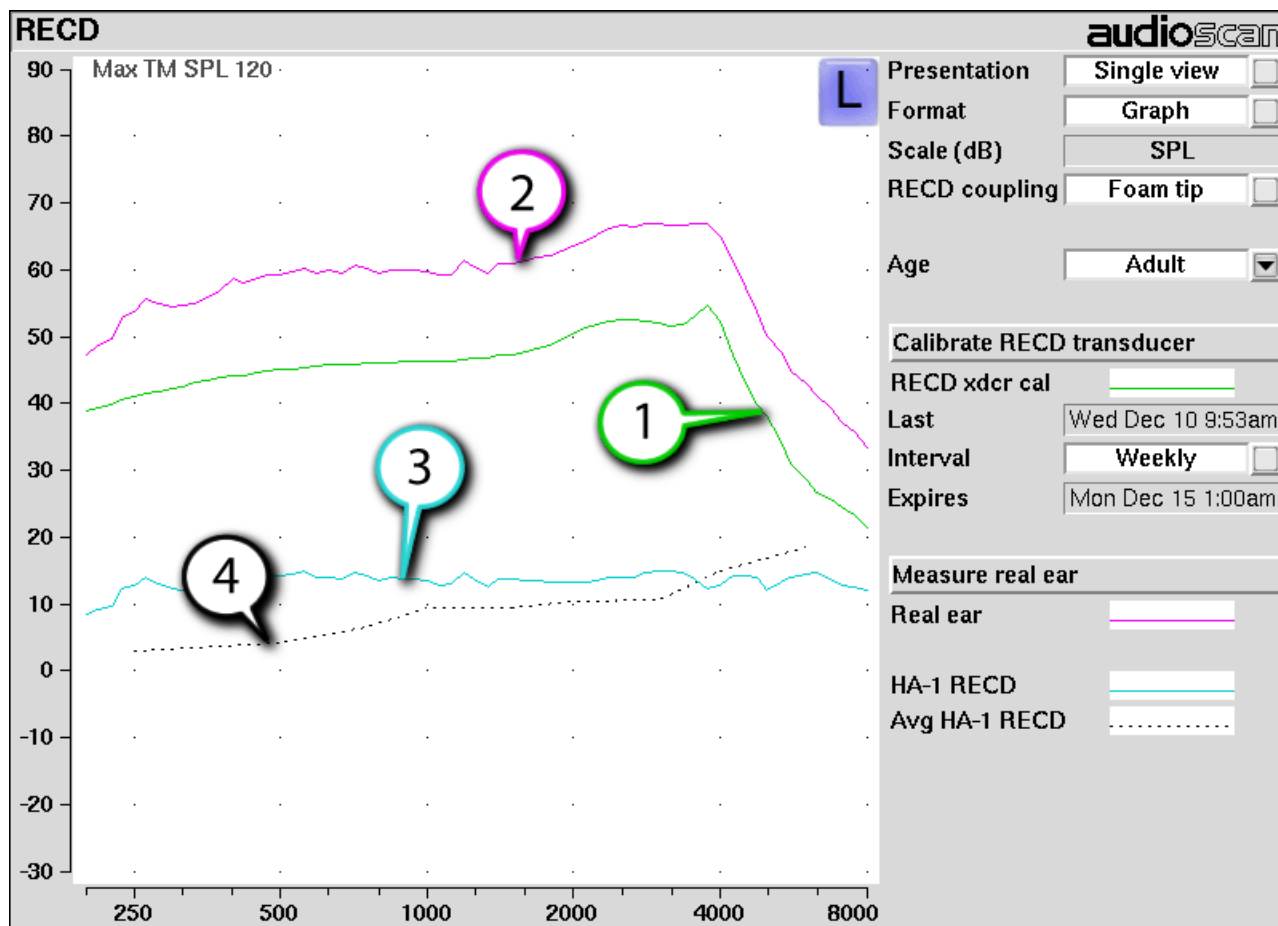 RECD
audioscan
Max TM SPL 120
L
90
80
70
60
50
40
30
20
10
0
-10
-20
-30
250 500 1000 2000 4000 8000
2
1
3
4
Presentation Single view
Format Graph
Scale (dB) SPL
RECD coupling Foam tip
Age Adult
Calibrate RECD transducer
RECD xdcr cal
Last Wed Dec 10 9:53am
Interval Weekly
Expires Mon Dec 15 1:00am
Measure real ear
Real ear
HA-1 RECD
Avg HA-1 RECD